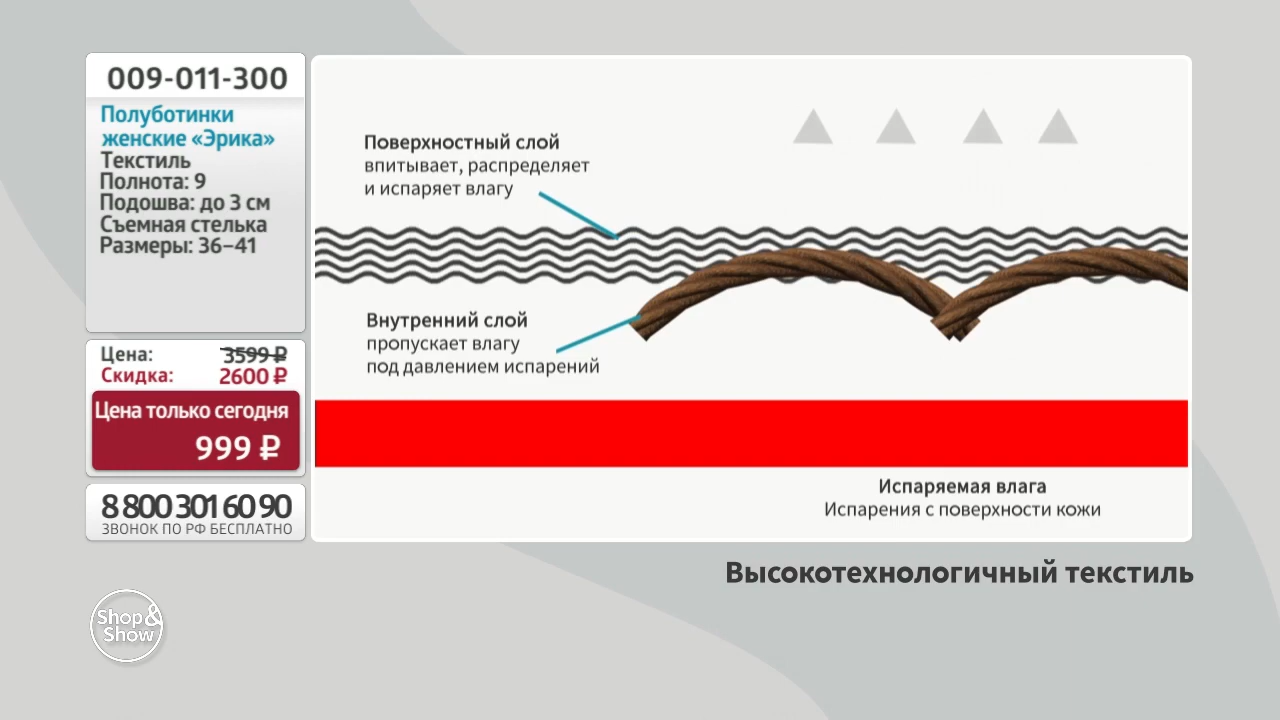 009-011-300
Полуботинки
женские «Эрика»
Текстиль
Полнота: 9
Подошва: до 3 см
Съемная стелька
Размеры: 36–41
Цена: 3599 ₽
Скидка: 2600 ₽
Цена только сегодня
999 ₽
8 800 301 60 90
ЗВОНОК ПО РФ БЕСПЛАТНО
Shop&
Show
Поверхностный слой
впитывает, распределяет
и испаряет влагу
Внутренний слой
пропускает влагу
под давлением испарений
Испаряемая влага
Испарения с поверхности кожи
Высокотехнологичный текстиль